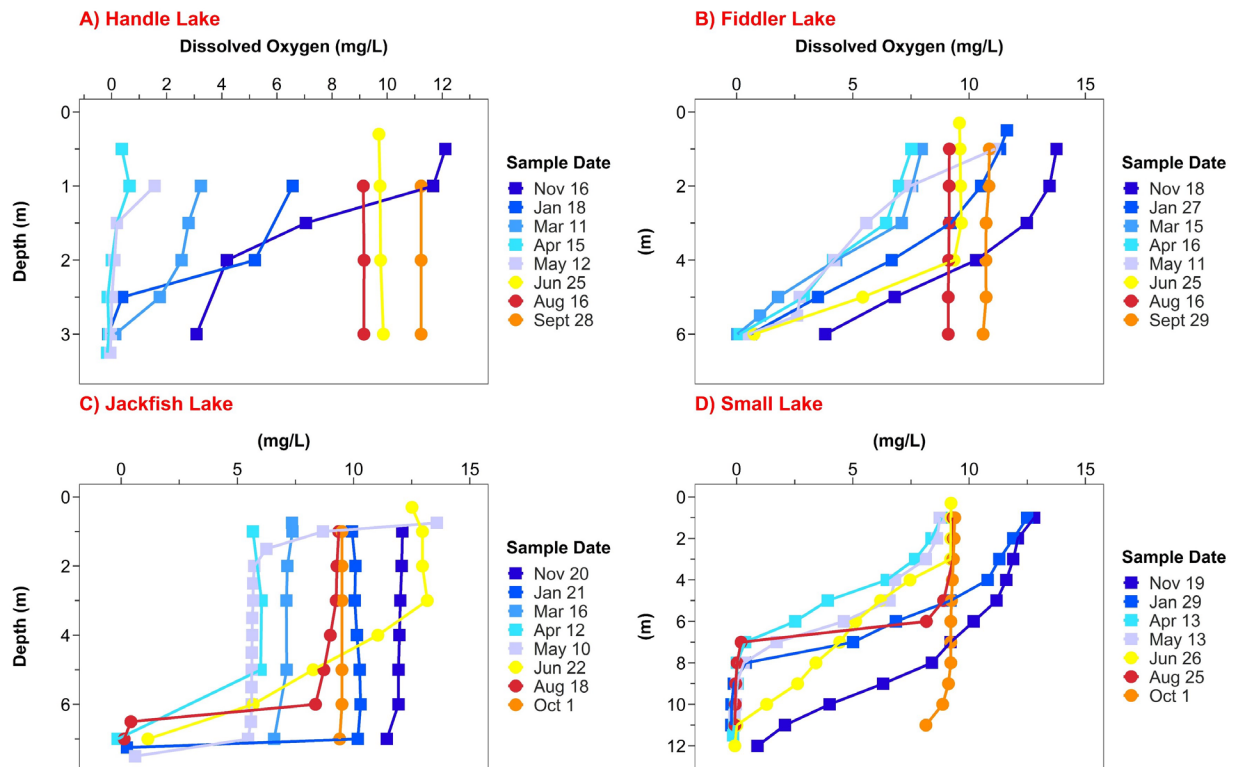 A) Handle Lake
Dissolved Oxygen (mg/L)
0 2 4 6 8 10 12
Depth (m)
0
1
2
3
Sample Date
Nov 16
Jan 18
Mar 11
Apr 15
May 12
Jun 25
Aug 16
Sept 28
B) Fiddler Lake
Dissolved Oxygen (mg/L)
0 5 10 15
(m)
0
2
4
6
Sample Date
Nov 18
Jan 27
Mar 15
Apr 16
May 11
Jun 25
Aug 16
Sept 29
C) Jackfish Lake
(mg/L)
0 5 10 15
Depth (m)
0
2
4
6
Sample Date
Nov 20
Jan 21
Mar 16
Apr 12
May 10
Jun 22
Aug 18
Oct 1
D) Small Lake
(mg/L)
0 5 10 15
(m)
0
2
4
6
8
10
12
Sample Date
Nov 19
Jan 29
Apr 13
May 13
Jun 26
Aug 25
Oct 1